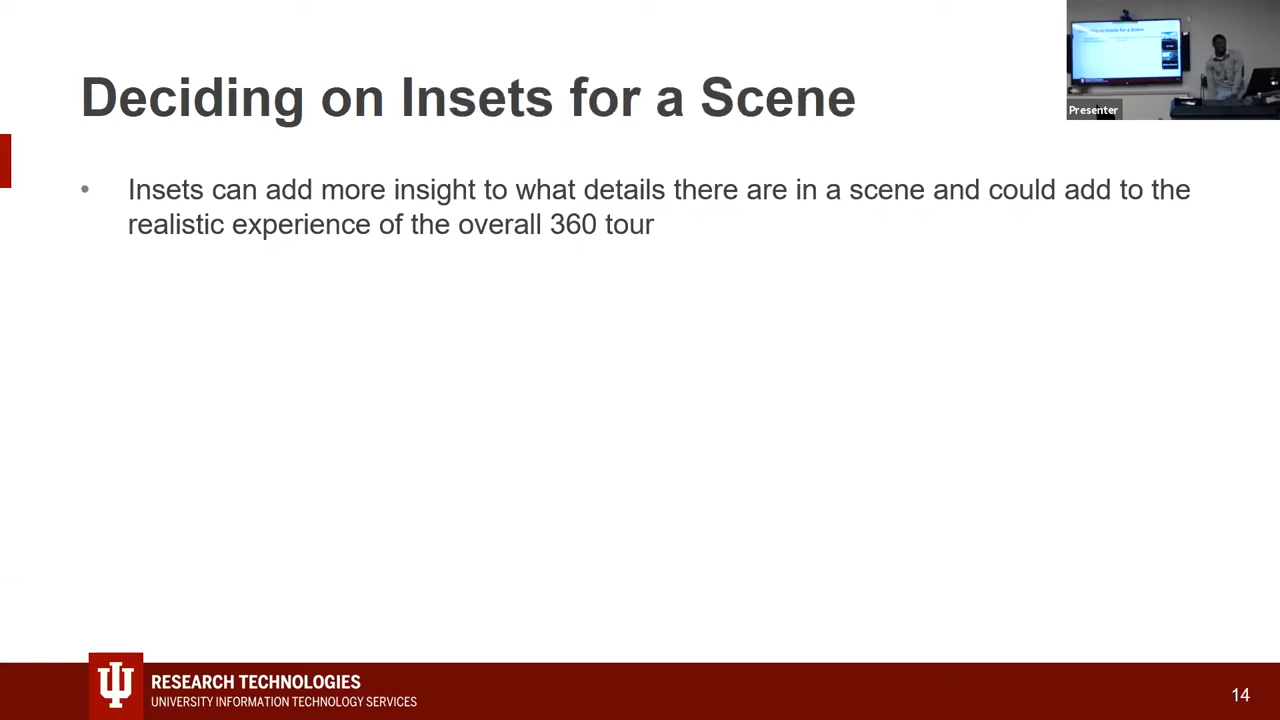 Deciding on Insets for a Scene
Presenter
• Insets can add more insight to what details there are in a scene and could add to the
realistic experience of the overall 360 tour
RESEARCH TECHNOLOGIES
UNIVERSITY INFORMATION TECHNOLOGY SERVICES
14